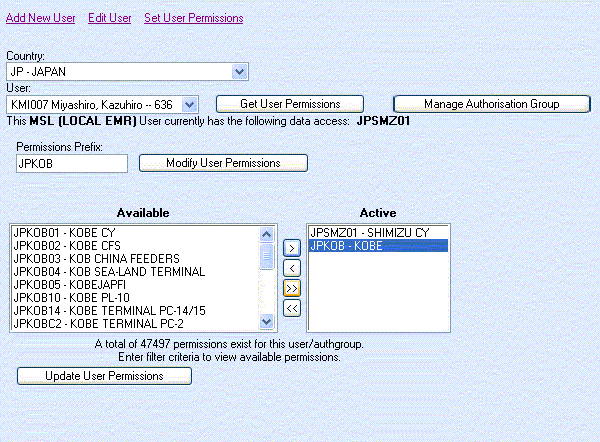 Add New User Edit User Set User Permissions
Country:
JP - JAPAN
User:
KMI007 Miyashiro, Kazuhiro -- 636 Get User Permissions Manage Authorisation Group
This MSL (LOCAL EMR) User currently has the following data access: JPSMZ01
Permissions Prefix:
JPKOB Modify User Permissions
Available Active
JPKOB01 - KOBE CY JPSMZ01 - SHIMIZU CY
JPKOB02 - KOBE CFS JPKOB - KOBE
JPKOB03 - KOB CHINA FEEDERS >
JPKOB04 - KOB SEA-LAND TERMINAL <
JPKOB05 - KOBEJAPFI >>
JPKOB10 - KOBE PL-10
JPKOB14 - KOBE TERMINAL PC-14/15 <<
JPKOBC2 - KOBE TERMINAL PC-2
A total of 47497 permissions exist for this user/authgroup.
Enter filter criteria to view available permissions.
Update User Permissions